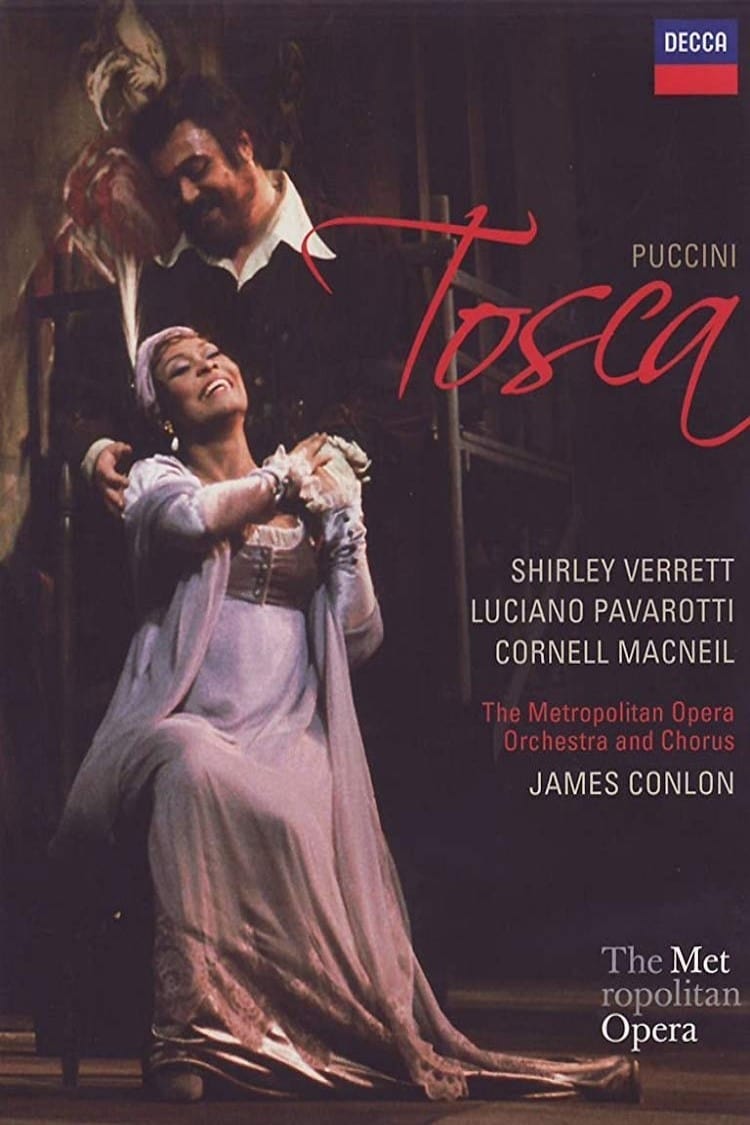 DECCA
PUCCINI
Tosca
SHIRLEY VERRETT
LUCIANO PAVAROTTI
CORNELL MACNEIL
The Metropolitan Opera
Orchestra and Chorus
JAMES CONLON
The Met
ropolitan
Opera